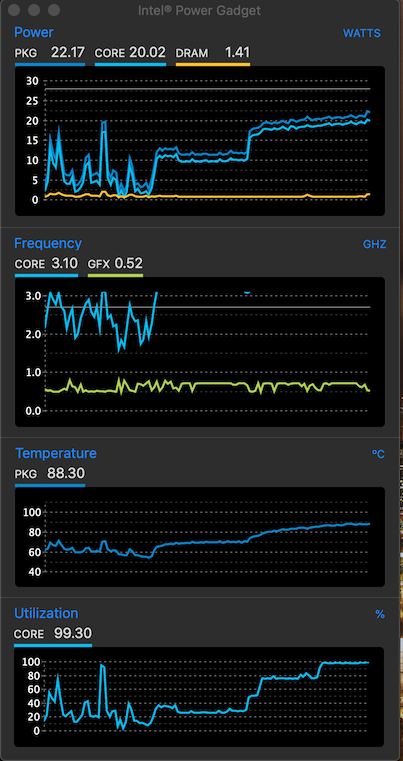 Intel® Power Gadget
Power WATTS
PKG 22.17 CORE 20.02 DRAM 1.41
30
25
20
15
10
5
0
Frequency GHZ
CORE 3.10 GFX 0.52
3.0
2.0
1.0
0.0
Temperature ºC
PKG 88.30
100
80
60
40
Utilization %
CORE 99.30
100
80
60
40
20
0